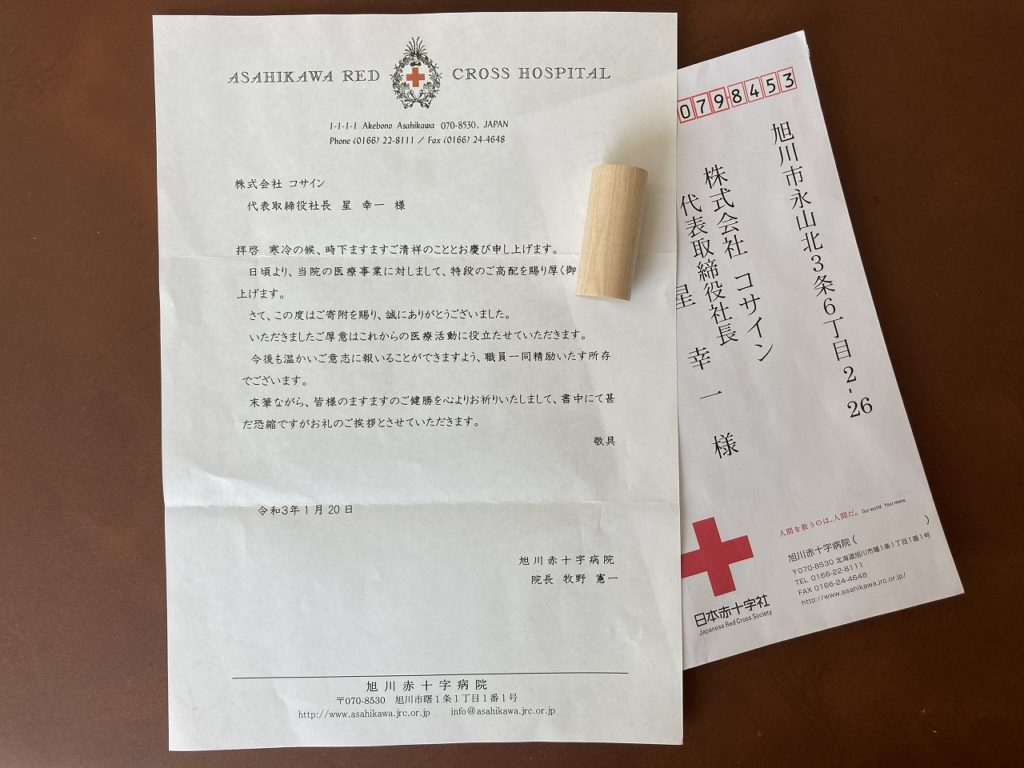 ASAHIKAWA RED CROSS HOSPITAL
1-1-1-1 Akebono Asahikawa 070-8530, JAPAN
Phone (0166) 22-8111 / Fax (0166) 24-4648
株式会社 コサイン
代表取締役社長 星 幸一 様
拝啓 寒冷の候、時下ますますご清祥のこととお慶び申し上げます。
日頃より、当院の医療事業に対しまして、特段のご高配を賜り厚く御
上げます。
さて、この度はご寄附を賜り、誠にありがとうございました。
いただきましたご厚意はこれからの医療活動に役立たせていただきます。
今後も温かいご意志に報いることができますよう、職員一同精励いたす所存
でございます。
末筆ながら、皆様のますますのご健勝を心よりお祈りいたしまして、書中にて甚
だ恐縮ですがお礼のご挨拶とさせていただきます。
敬具
令和3年1月20日
旭川赤十字病院
院長 牧野 憲一
旭川赤十字病院
〒070-8530 旭川市曙1条1丁目1番1号
http://www.asahikawa.jrc.or.jp info@asahikawa.jrc.or.jp
0798453
旭川市永山北3条6丁目2-26
株式会社 コサイン
代表取締役社長
星 幸一 様
人間を救うのは、人間だ。 Our world. Your move.
日本赤十字社
Japanese Red Cross Society
旭川赤十字病院 ( )
〒070-8530 北海道旭川市曙1条1丁目1番1号
TEL 0166-22-8111
FAX 0166-24-4648
http://www.asahikawa.jrc.or.jp/